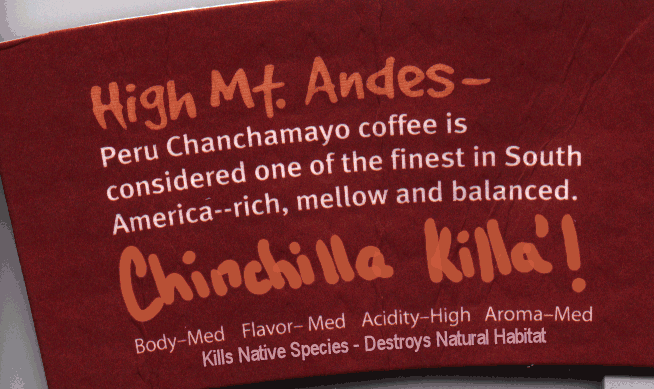 High Mt. Andes–
Peru Chanchamayo coffee is
considered one of the finest in South
America--rich, mellow and balanced.
Chinchilla Killa'!
Body–Med Flavor–Med Acidity–High Aroma–Med
Kills Native Species - Destroys Natural Habitat